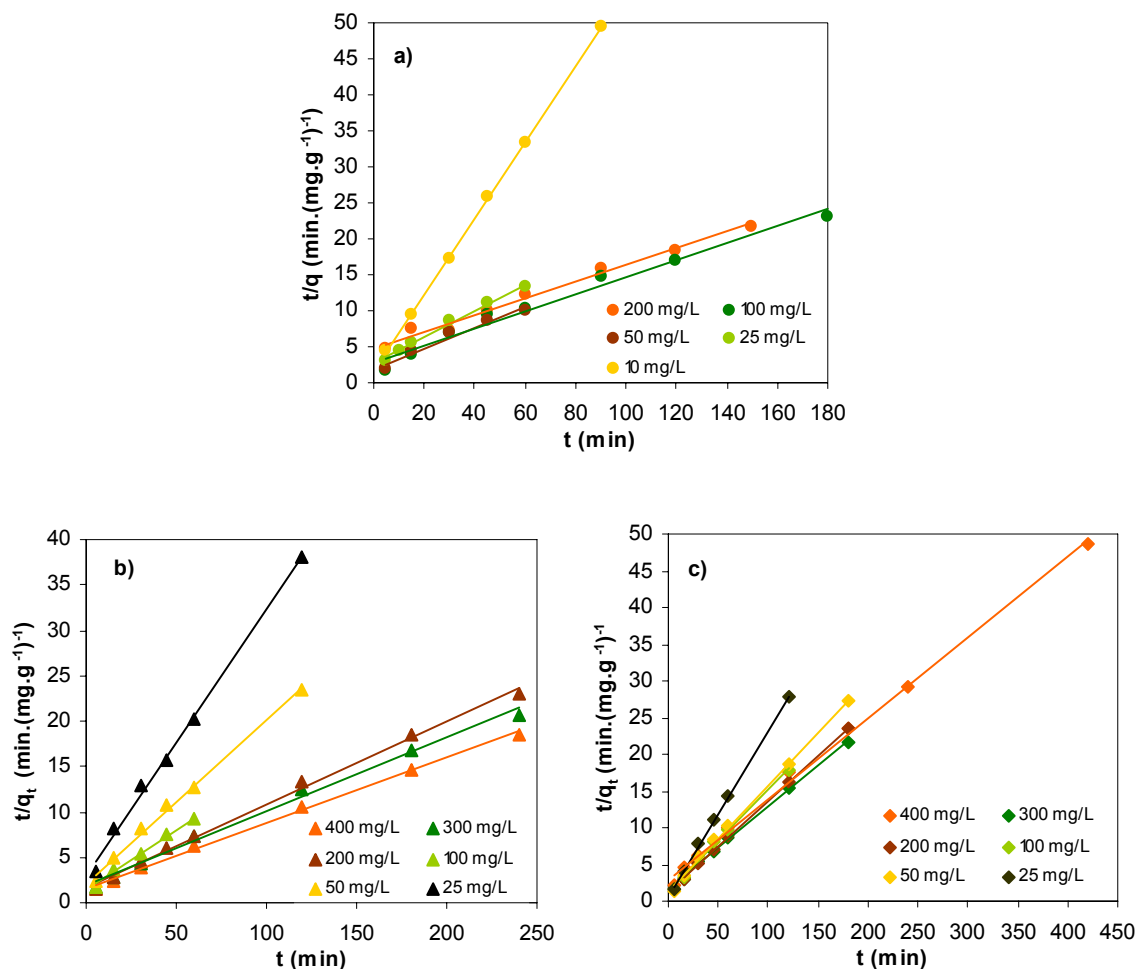 a)
t/q (min.(mg.g⁻¹)⁻¹)
50
45
40
35
30
25
20
15
10
5
0
200 mg/L 100 mg/L
50 mg/L 25 mg/L
10 mg/L
0 20 40 60 80 100 120 140 160 180
t (min)
b)
t/qₜ (min.(mg.g⁻¹)⁻¹
40
35
30
25
20
15
10
5
0
400 mg/L 300 mg/L
200 mg/L 100 mg/L
50 mg/L 25 mg/L
0 50 100 150 200 250
t (min)
c)
t/qₜ (min.(mg.g⁻¹)⁻¹
50
45
40
35
30
25
20
15
10
5
0
400 mg/L 300 mg/L
200 mg/L 100 mg/L
50 mg/L 25 mg/L
0 50 100 150 200 250 300 350 400 450
t (min)